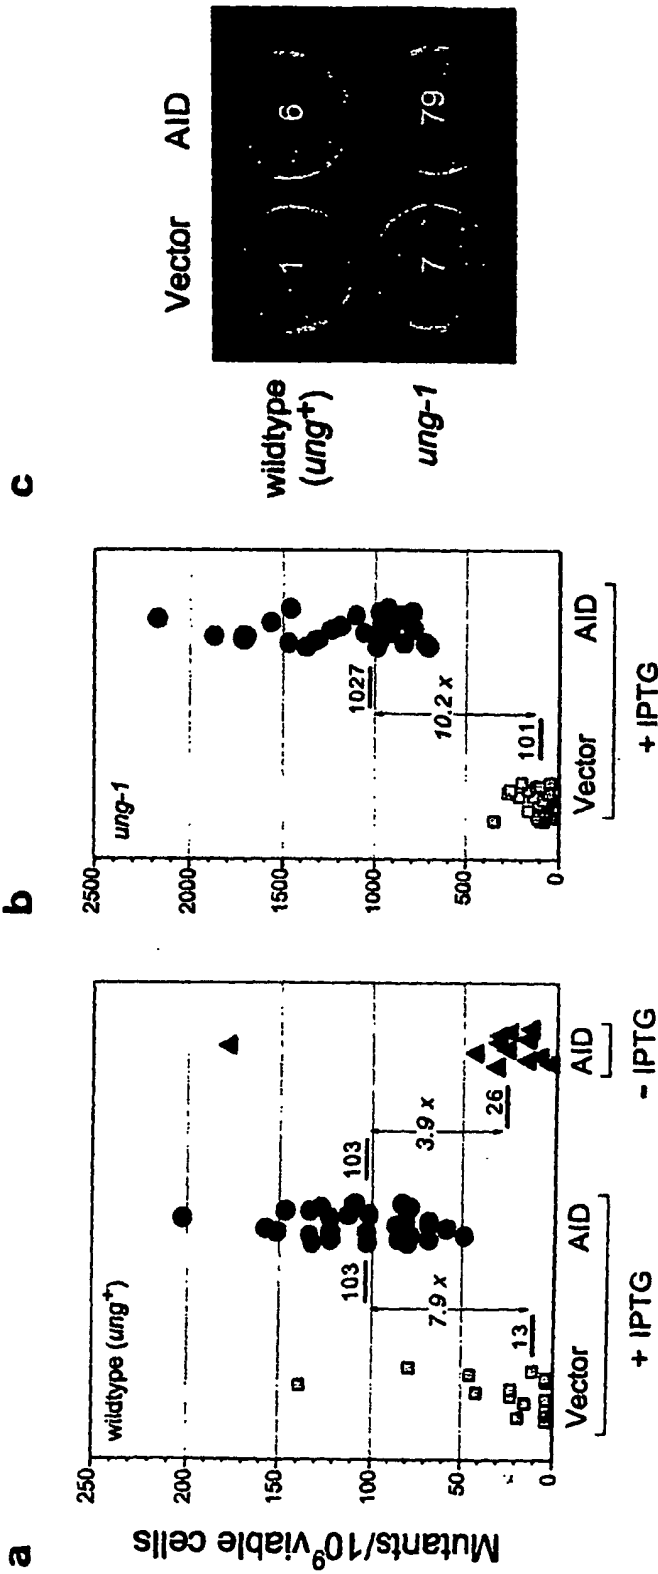 a
Mutants/10⁹ viable cells
250
200
150
100
50
0
wildtype (ung⁺)
103
7.9 x
13
103
3.9 x
26
Vector
AID
AID
+ IPTG
− IPTG
b
2500
2000
1500
1000
500
0
ung-1
1027
10.2 x
101
Vector
AID
+ IPTG
c
Vector
AID
wildtype
(ung⁺)
1
6
ung-1
7
79